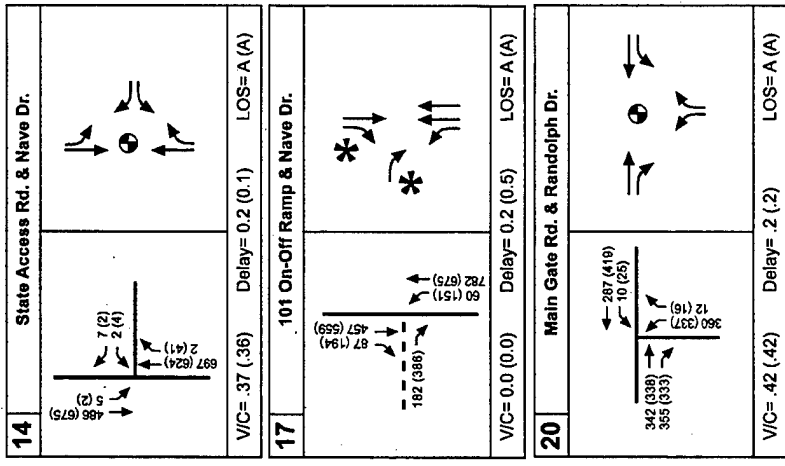 14 State Access Rd. & Nave Dr.
7 (2)
2 (4)
5 (2)
486 (675)
2 (41)
697 (624)
V/C= .37 (.36) Delay= 0.2 (0.1) LOS= A (A)
17 101 On-Off Ramp & Nave Dr.
457 (559)
87 (194)
182 (386)
60 (151)
782 (675)
V/C= 0.0 (0.0) Delay= 0.2 (0.5) LOS= A (A)
20 Main Gate Rd. & Randolph Dr.
287 (419)
10 (25)
342 (338)
355 (333)
12 (16)
360 (337)
V/C= .42 (.42) Delay= .2 (.2) LOS= A (A)